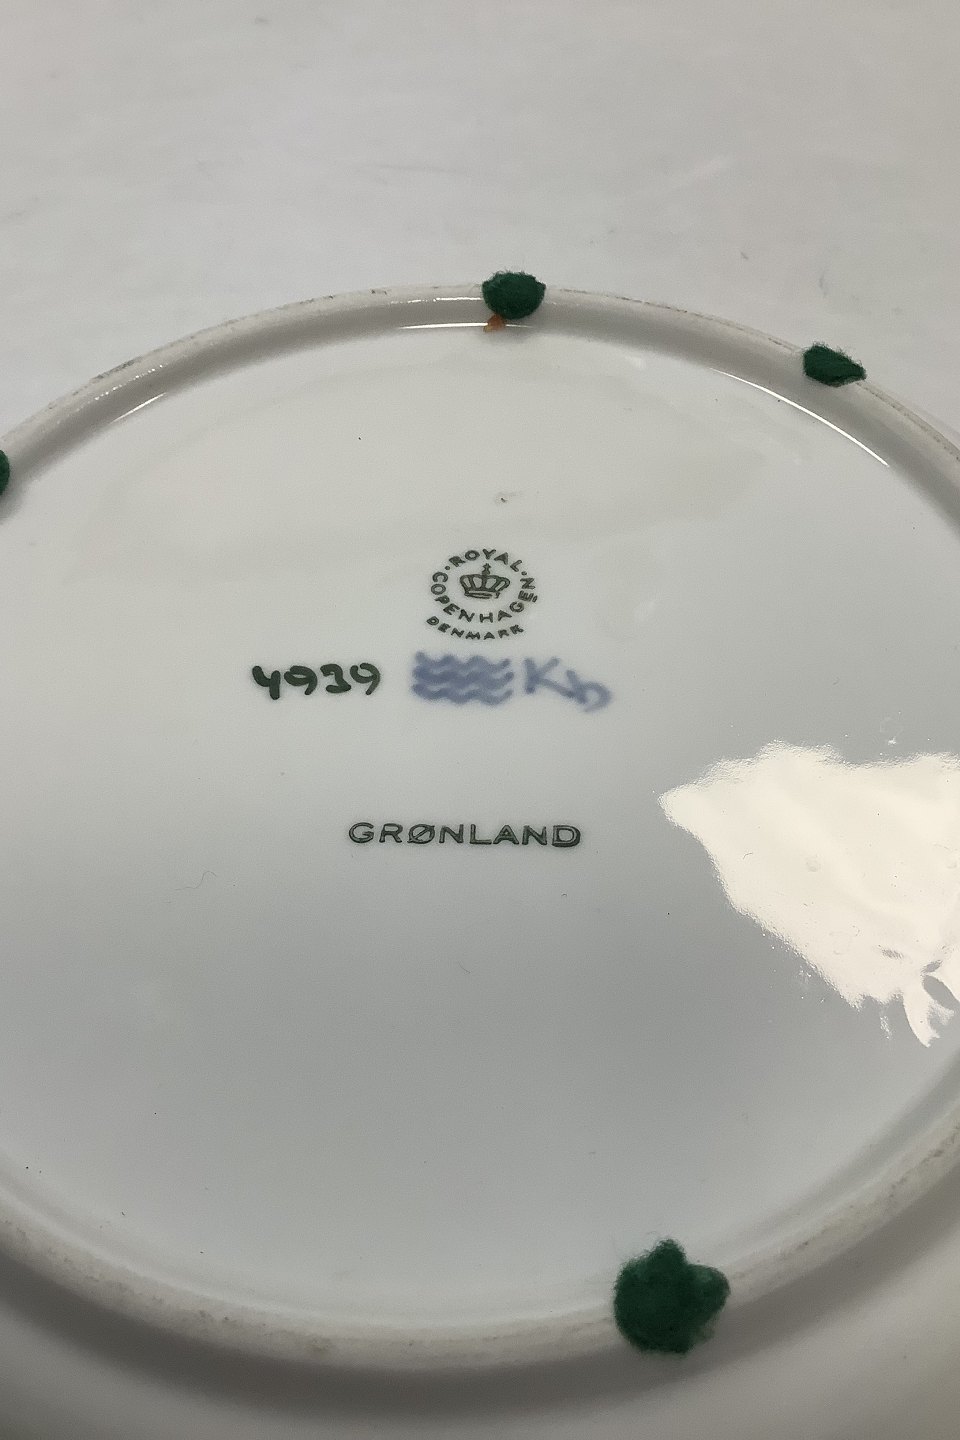 ROYAL
COPENHAGEN
DENMARK
4939 Kb
GRØNLAND